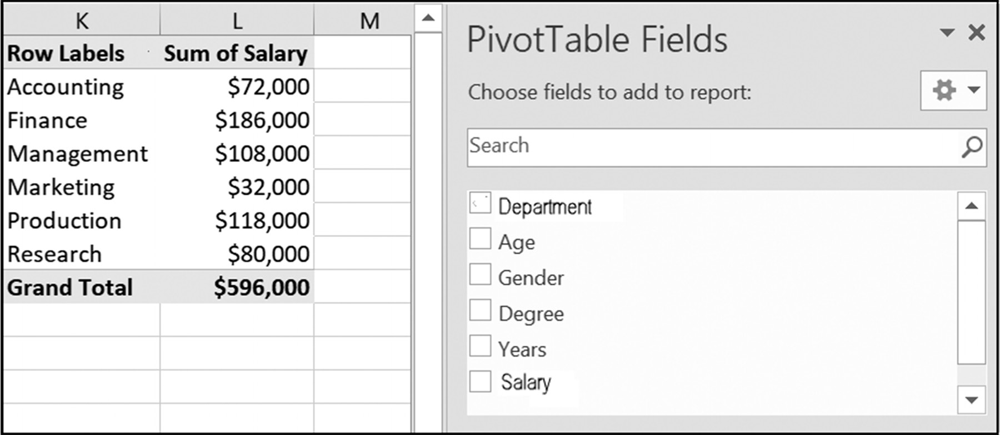 K L M
Row Labels Sum of Salary
Accounting $72,000
Finance $186,000
Management $108,000
Marketing $32,000
Production $118,000
Research $80,000
Grand Total $596,000
PivotTable Fields
Choose fields to add to report:
Search
Department
Age
Gender
Degree
Years
Salary